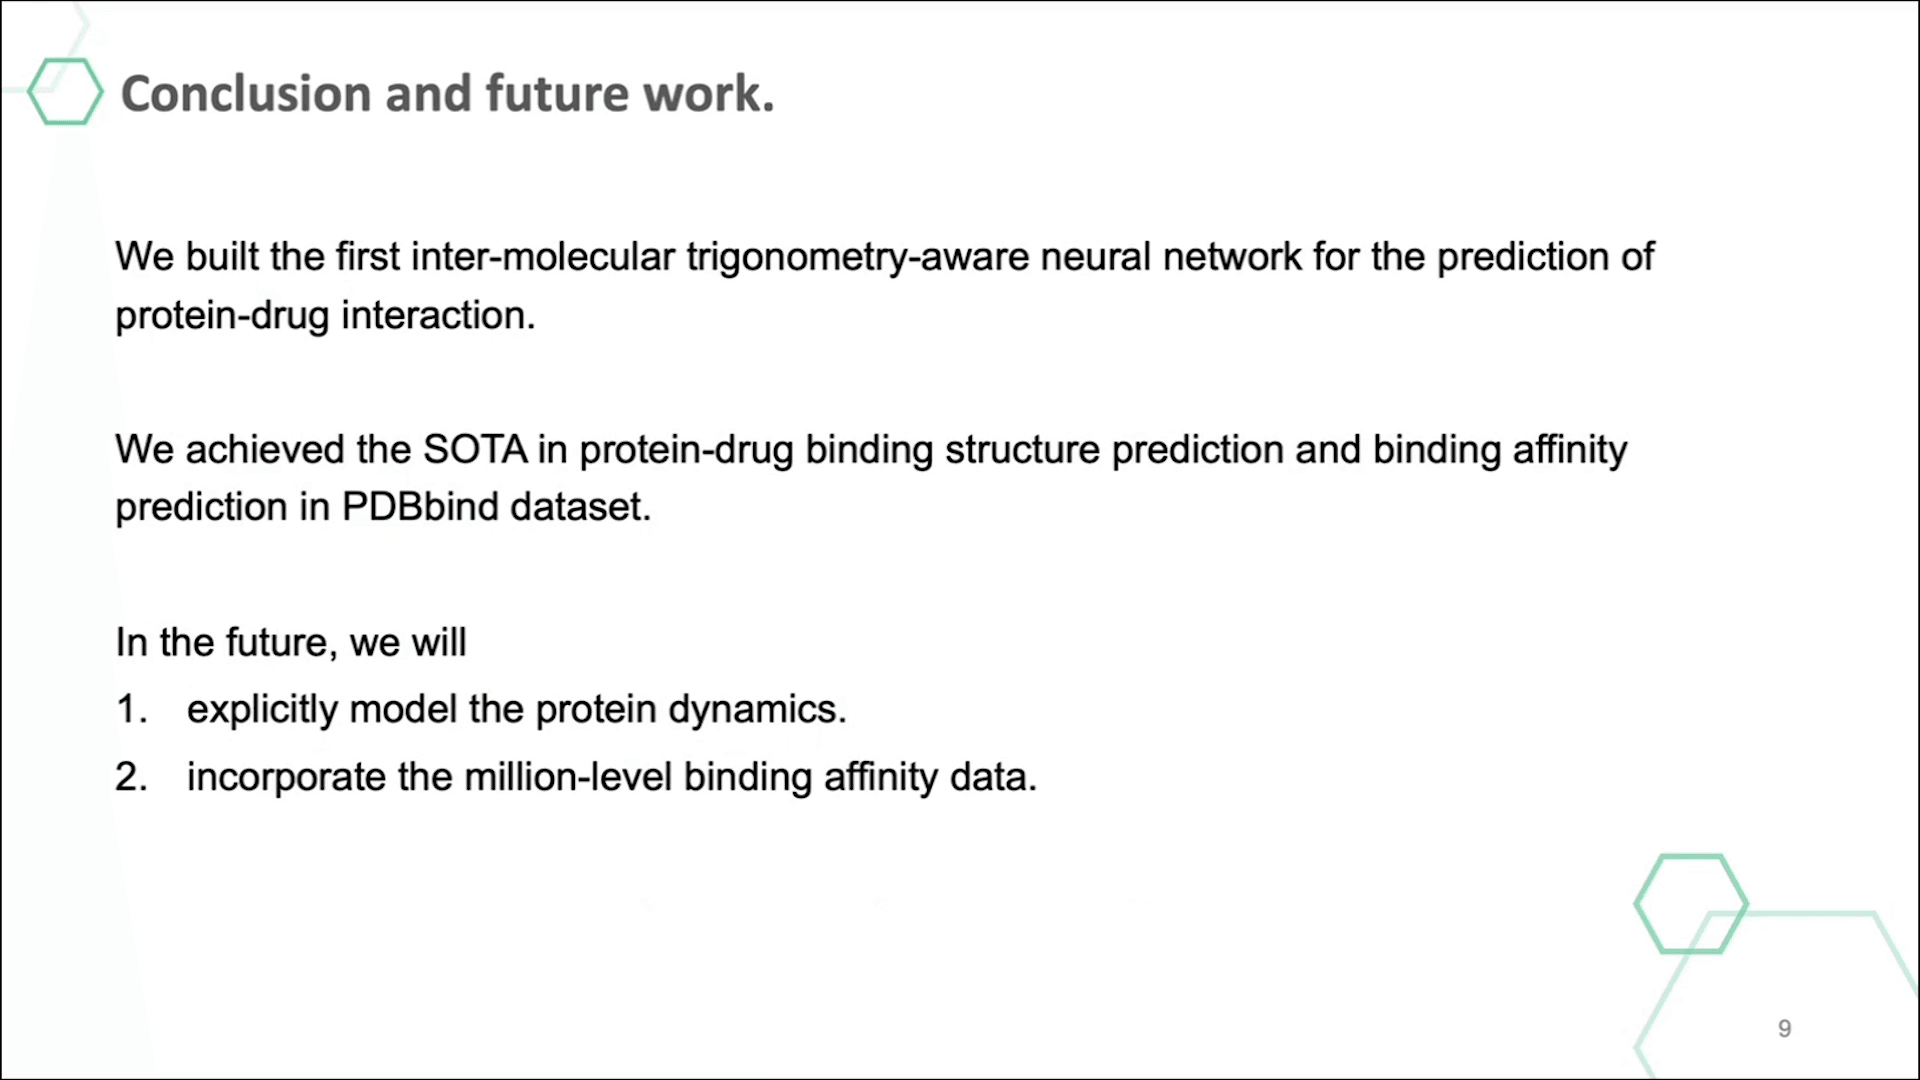 Conclusion and future work.
We built the first inter-molecular trigonometry-aware neural network for the prediction of
protein-drug interaction.
We achieved the SOTA in protein-drug binding structure prediction and binding affinity
prediction in PDBbind dataset.
In the future, we will
1. explicitly model the protein dynamics.
2. incorporate the million-level binding affinity data.
9